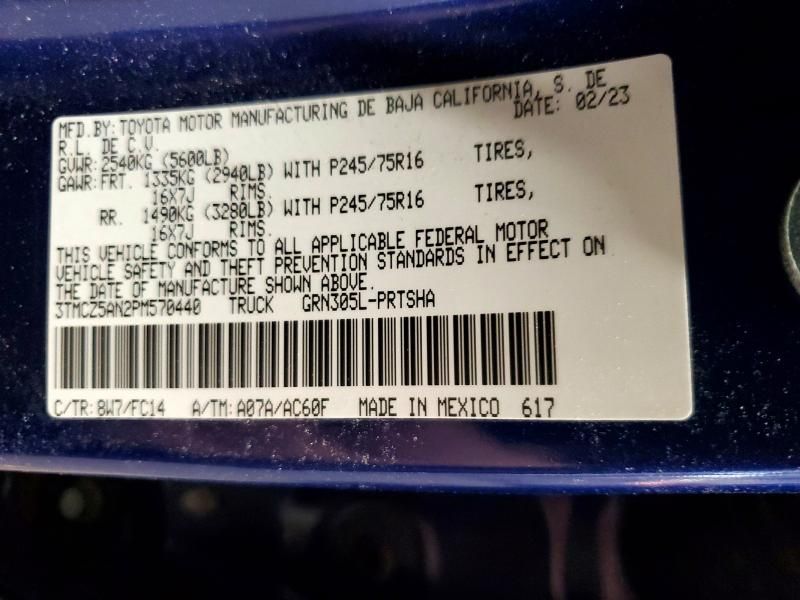 MFD.BY: TOYOTA MOTOR MANUFACTURING DE BAJA CALIFORNIA, S. DE
R.L. DE C.V. DATE: 02/23
GVWR: 2540KG (5600LB)
GAWR: FRT. 1335KG (2940LB) WITH P245/75R16 TIRES,
16X7J RIMS.
RR. 1490KG (3280LB) WITH P245/75R16 TIRES,
16X7J RIMS.
THIS VEHICLE CONFORMS TO ALL APPLICABLE FEDERAL MOTOR
VEHICLE SAFETY AND THEFT PREVENTION STANDARDS IN EFFECT ON
THE DATE OF MANUFACTURE SHOWN ABOVE.
3TMCZ5AN2PM570440 TRUCK GRN305L-PRTSHA
C/TR: 8W7/FC14 A/TM: A07A/AC60F MADE IN MEXICO 617